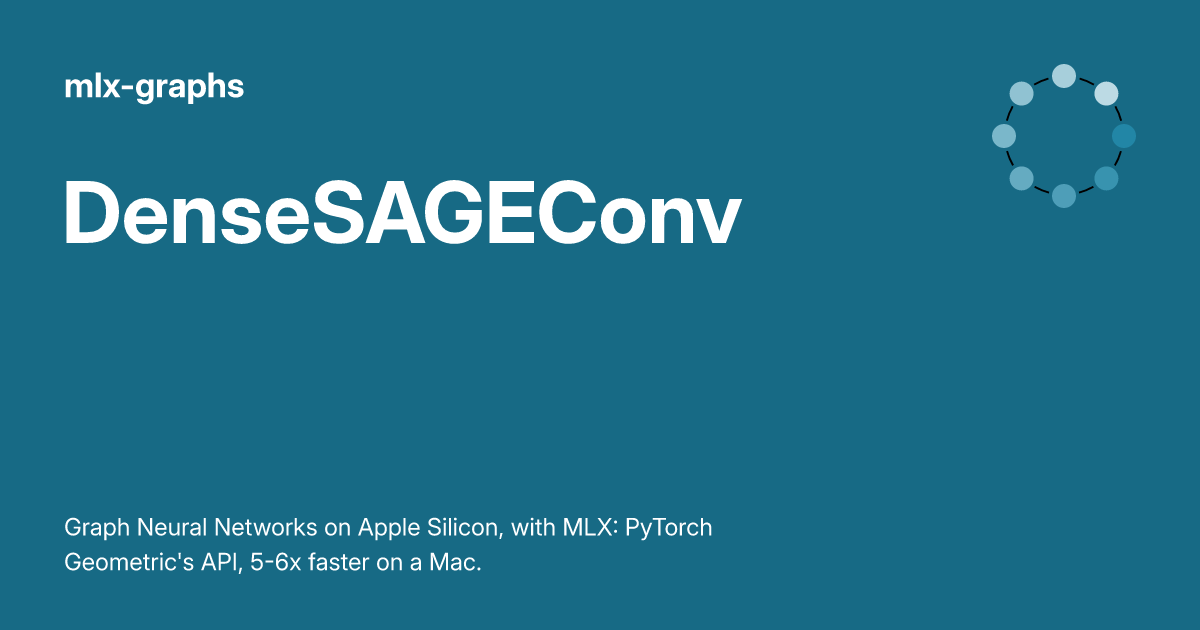 mlx-graphs
DenseSAGEConv
Graph Neural Networks on Apple Silicon, with MLX: PyTorch
Geometric's API, 5-6x faster on a Mac.